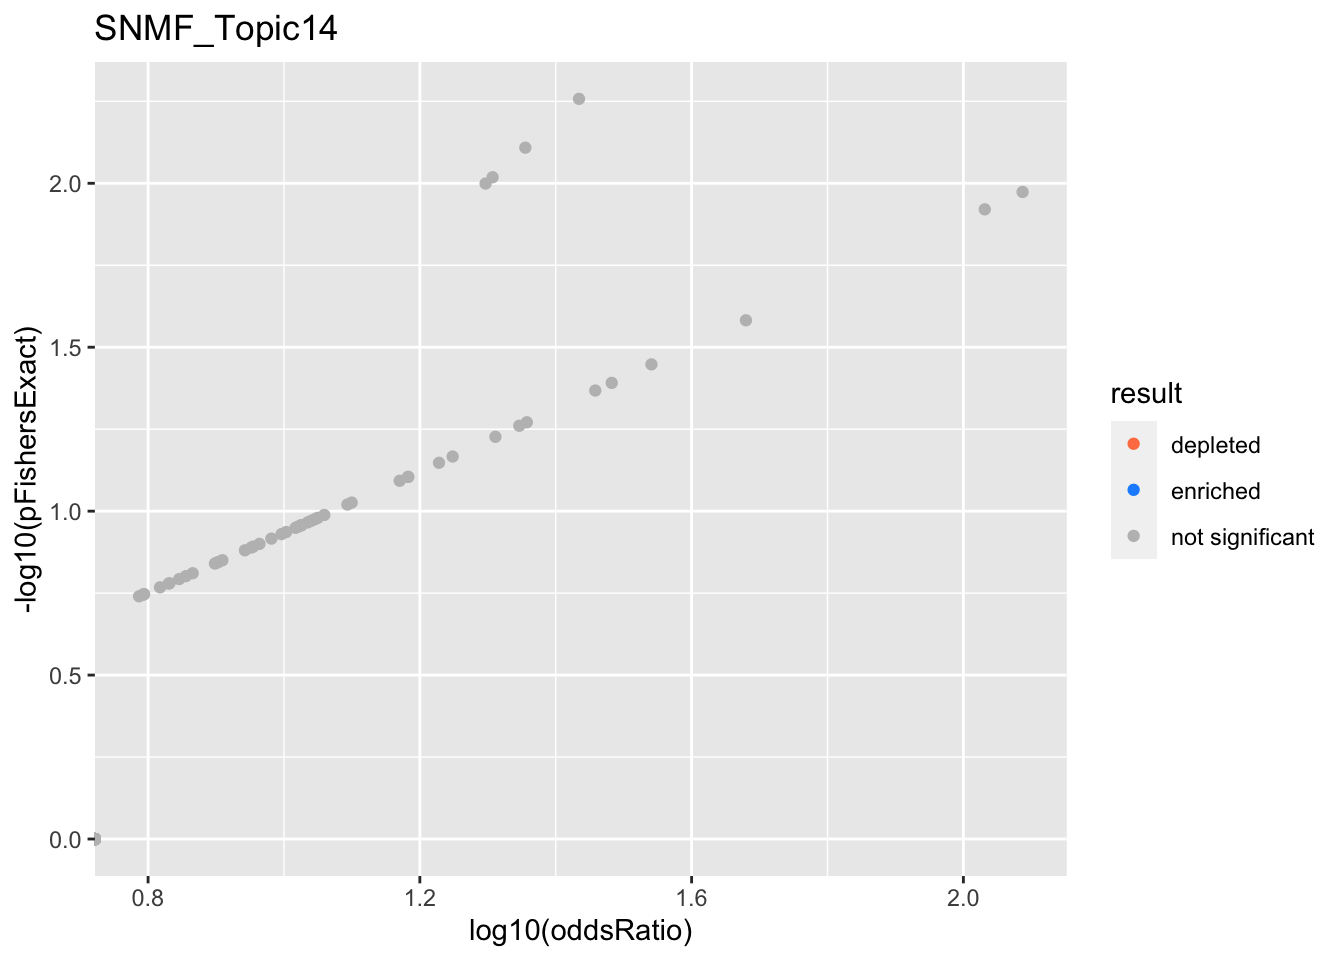 SNMF_Topic14
-log10(pFishersExact)
2.0
1.5
1.0
0.5
0.0
0.8
1.2
1.6
2.0
log10(oddsRatio)
result
depleted
enriched
not significant